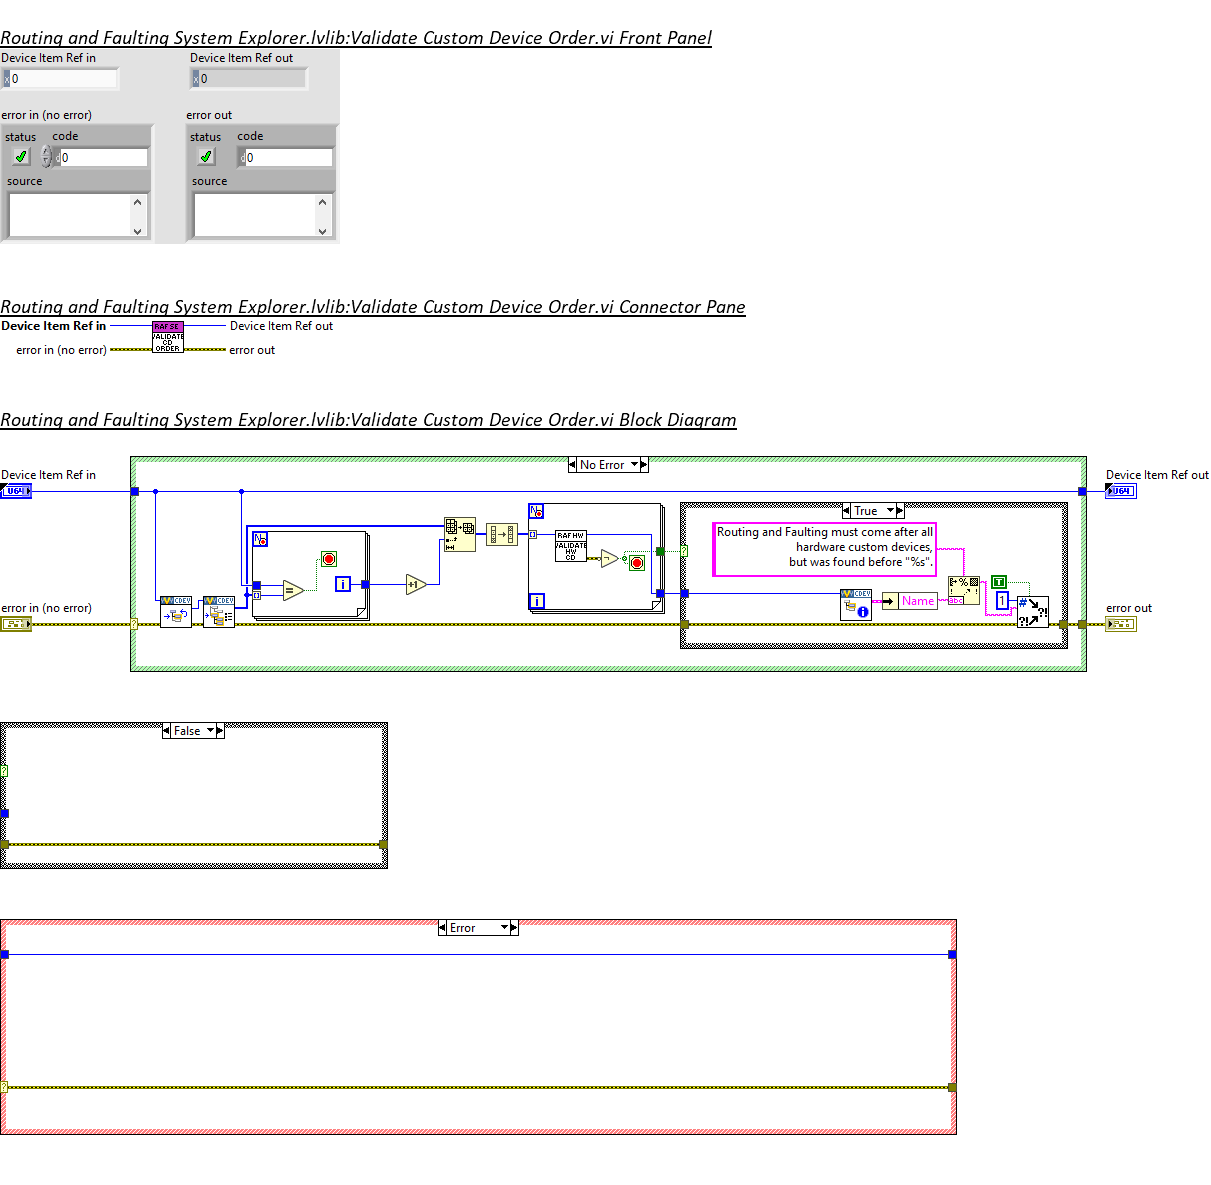 Routing and Faulting System Explorer.lvlib:Validate Custom Device Order.vi Front Panel
Device Item Ref in
Device Item Ref out
x 0
x 0
error in (no error)
error out
status code
status code
d 0
d 0
source
source
Routing and Faulting System Explorer.lvlib:Validate Custom Device Order.vi Connector Pane
Device Item Ref in
RAF SE
Device Item Ref out
VALIDATE
CD
ORDER
error in (no error)
error out
Routing and Faulting System Explorer.lvlib:Validate Custom Device Order.vi Block Diagram
No Error
Device Item Ref in
Device Item Ref out
U64
U64
True
N
N
Routing and Faulting must come after all
hardware custom devices,
but was found before "%s".
RAF HW
VALIDATE
HW
CD
=
i
+1
T
CDEV
CDEV
i
CDEV
Name
abc
1
#
?!
?!
error in (no error)
error out
?
?
False
?
Error
?